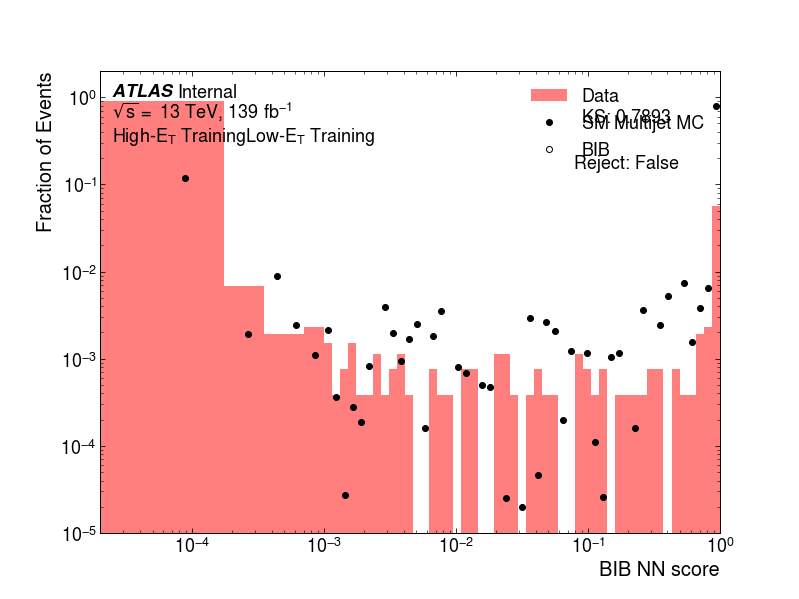 ATLAS Internal
√s = 13 TeV, 139 fb⁻¹
High-E_T TrainingLow-E_T Training
Data
KS: 0.7893
SM Multijet MC
BIB
Reject: False
Fraction of Events
10⁰
10⁻¹
10⁻²
10⁻³
10⁻⁴
10⁻⁵
10⁻⁴ 10⁻³ 10⁻² 10⁻¹ 10⁰
BIB NN score